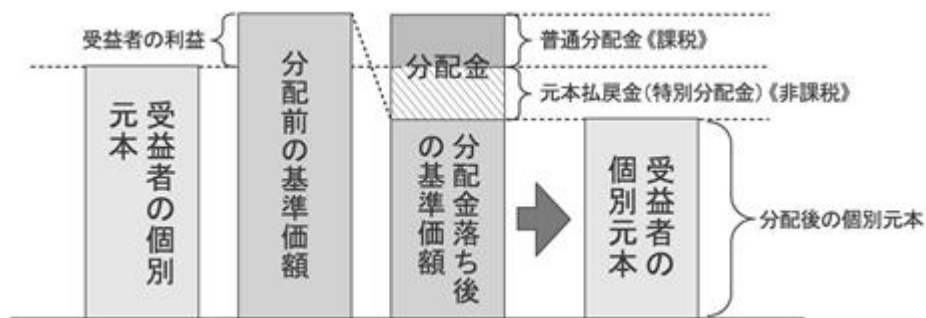 受益者の利益
受益者の個別
元本
分配前の基準価額
分配金
分配金落ち後
の基準価額
普通分配金《課税》
元本払戻金(特別分配金)《非課税》
受益者の
個別元本
分配後の個別元本